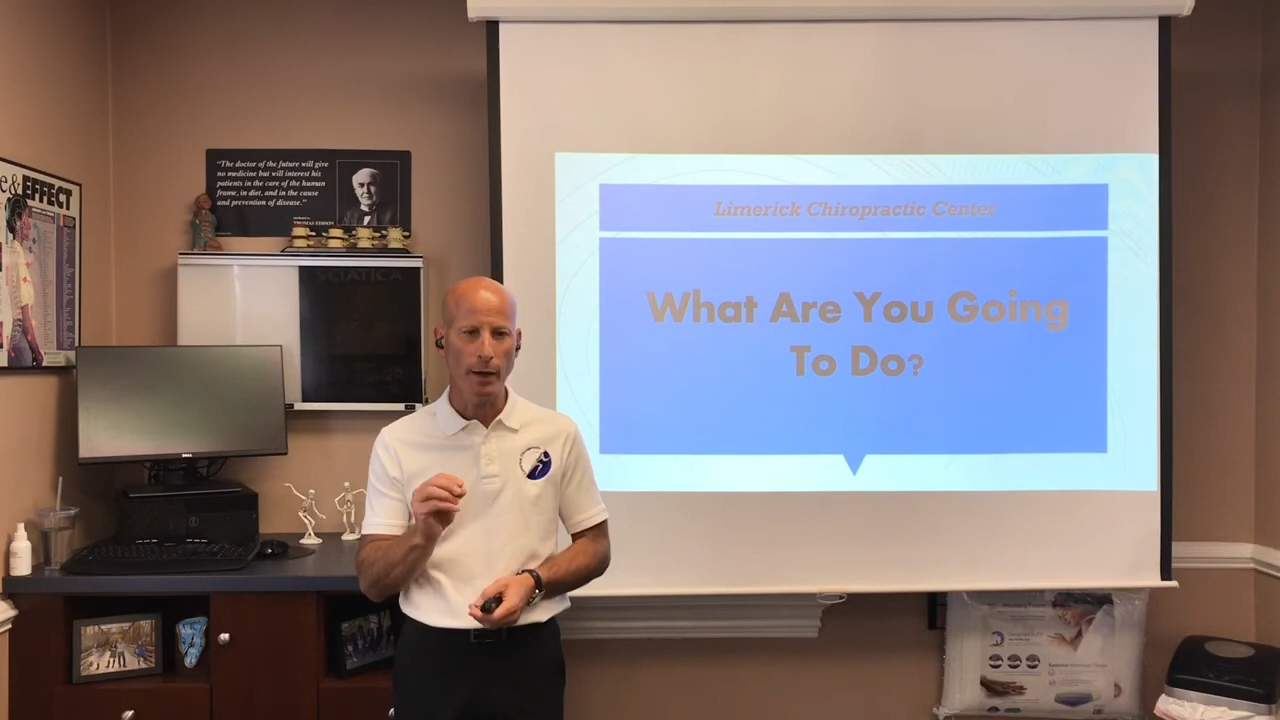 & EFFECT
"The doctor of the future will give
no medicine but will interest his
patients in the care of the human
frame, in diet, and in the cause
and prevention of disease."
THOMAS EDISON
SCIATICA
Limerick Chiropractic Center
What Are You Going
To Do?
DELL